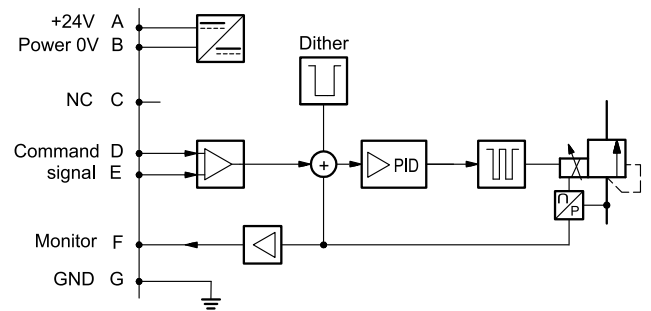 +24V A
Power 0V B
Dither
NC C
Command D
signal E
+
PID
Monitor F
P
GND G